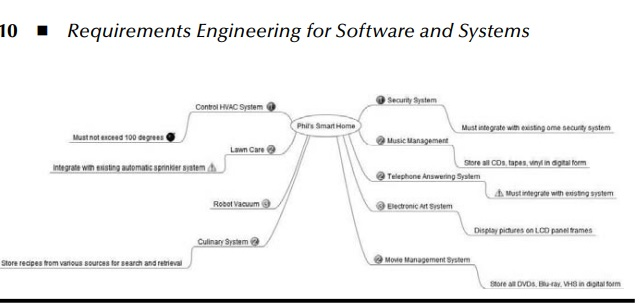 10 ■ Requirements Engineering for Software and Systems
Control HVAC System
Must not exceed 100 degrees
Lawn Care
Integrate with existing automatic sprinkler system
Robot Vacuum
Culinary System
Store recipes from various sources for search and retrieval
Phil's Smart Home
Security System
Must integrate with existing ome security system
Music Management
Store all CDs, tapes, vinyl in digital form
Telephone Answering System
Must integrate with existing system
Electronic Art System
Display pictures on LCD panel frames
Movie Management System
Store all DVDs, Blu-ray, VHS in digital form